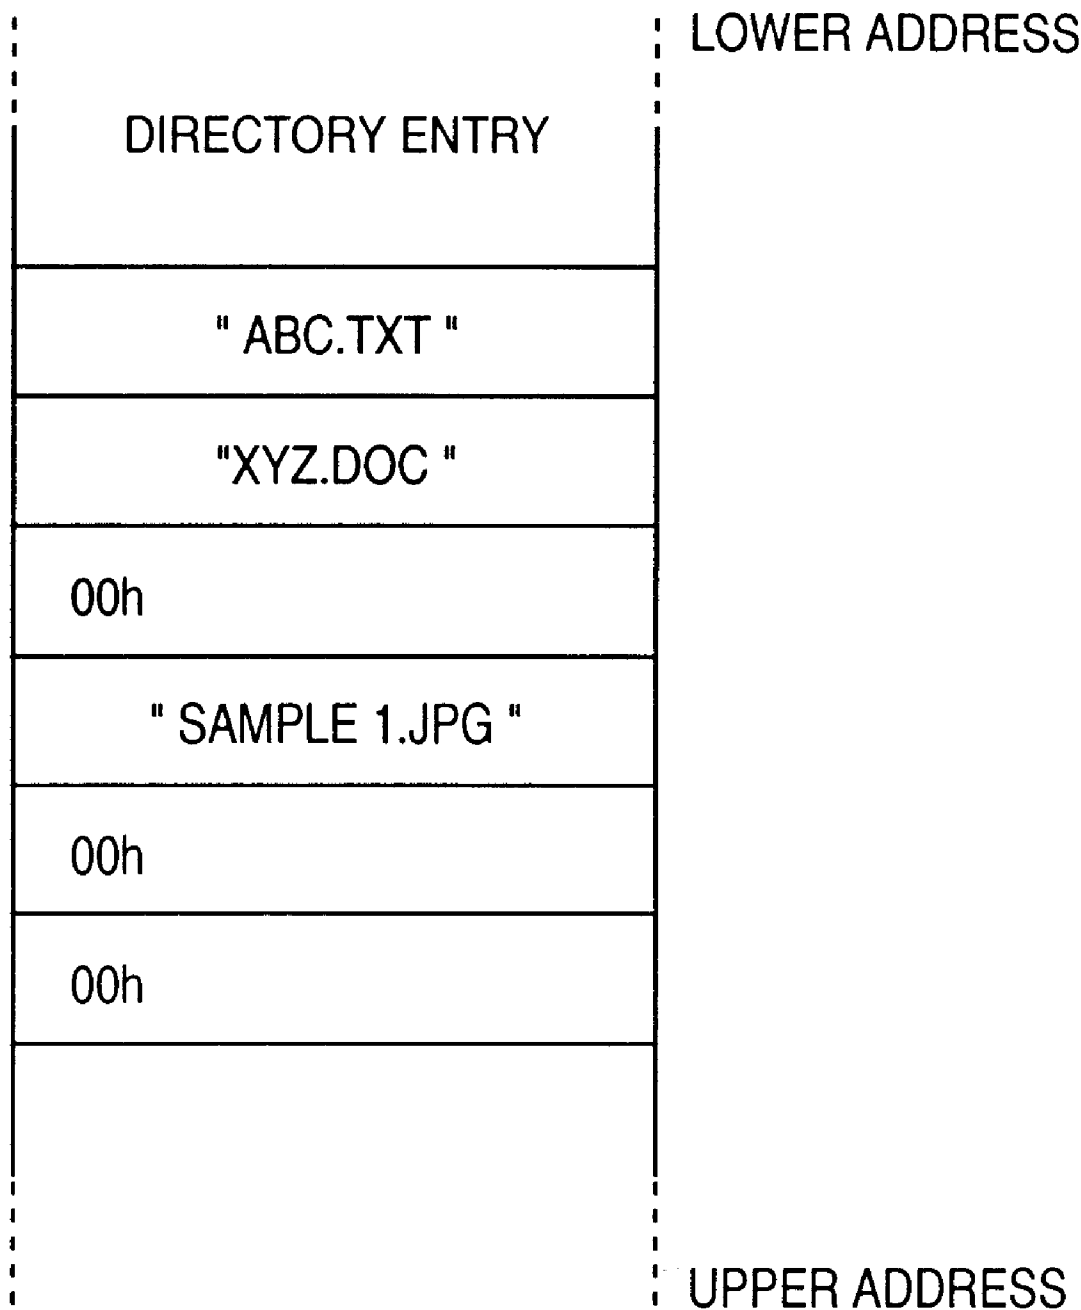 LOWER ADDRESS
DIRECTORY ENTRY
" ABC.TXT "
"XYZ.DOC "
00h
" SAMPLE 1.JPG "
00h
00h
UPPER ADDRESS